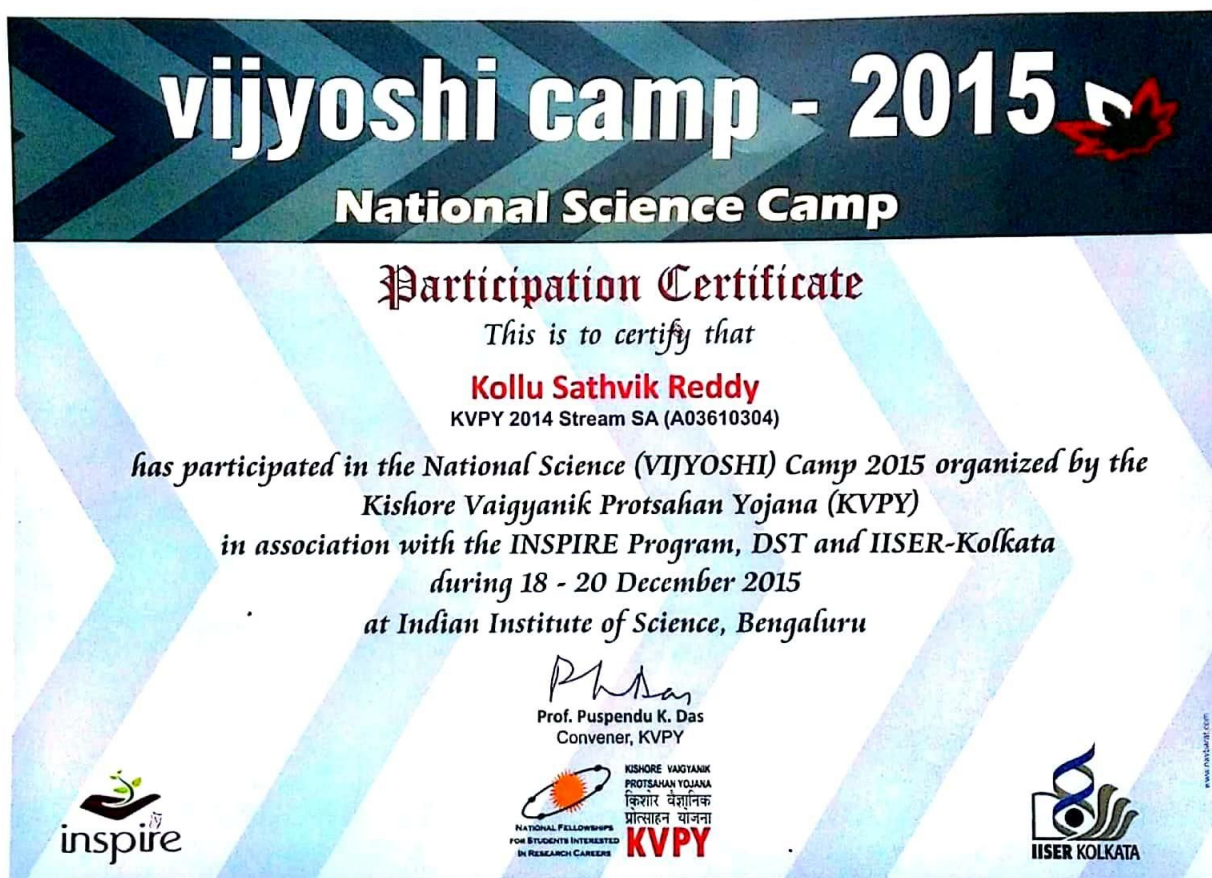 vijyoshi camp - 2015
National Science Camp
Participation Certificate
This is to certify that
Kollu Sathvik Reddy
KVPY 2014 Stream SA (A03610304)
has participated in the National Science (VIJYOSHI) Camp 2015 organized by the
Kishore Vaigyanik Protsahan Yojana (KVPY)
in association with the INSPIRE Program, DST and IISER-Kolkata
during 18 - 20 December 2015
at Indian Institute of Science, Bengaluru
PhDas
Prof. Puspendu K. Das
Convener, KVPY
inspire
NATIONAL FELLOWSHIPS
FOR STUDENTS INTERESTED
IN RESEARCH CAREERS
KISHORE VAIGYANIK
PROTSAHAN YOJANA
किशोर वैज्ञानिक
प्रोत्साहन योजना
KVPY
IISER KOLKATA